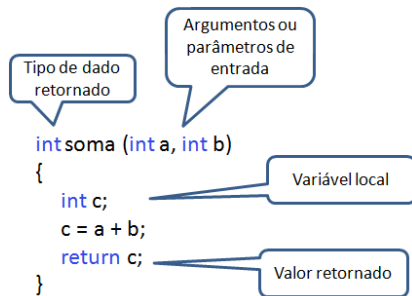 Argumentos ou
parâmetros de
entrada
Tipo de dado
retornado
int soma (int a, int b)
{
int c;
Variável local
c = a + b;
return c;
Valor retornado
}